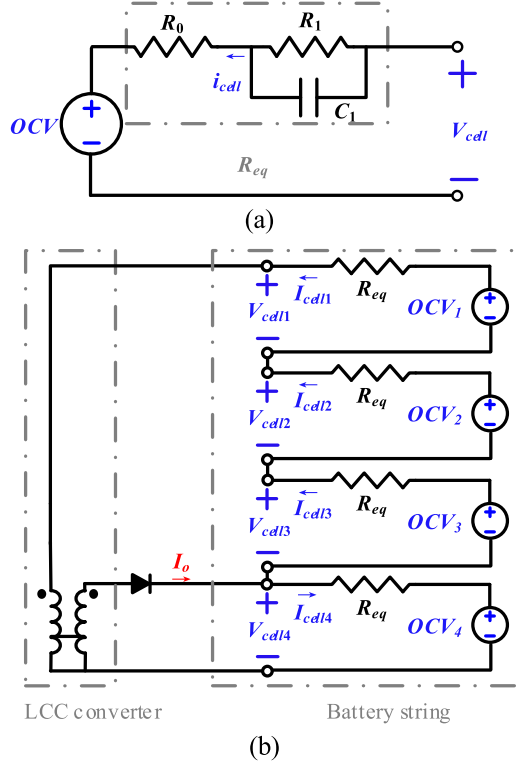 R0 R1
icell
C1
OCV
+
−
+
Vcell
−
Req
(a)
+ Icell1 Req
Vcell1 OCV1 + −
−
+ Icell2 Req
Vcell2 OCV2 + −
−
+ Icell3 Req
Vcell3 OCV3 + −
−
Io
+ Icell4 Req
Vcell4 OCV4 + −
−
LCC converter Battery string
(b)